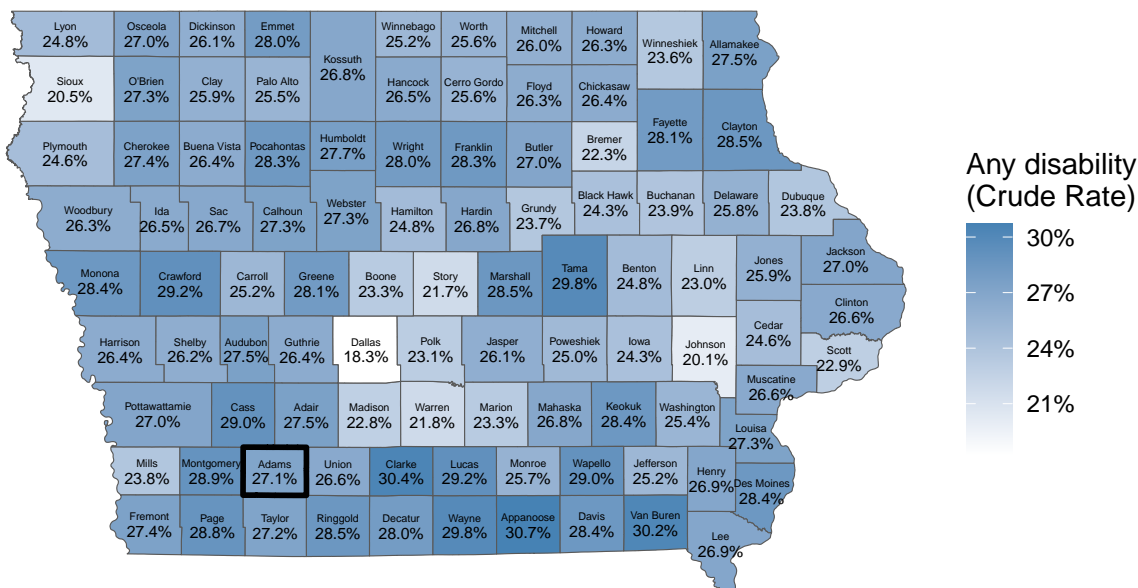 Lyon
24.8%
Osceola
27.0%
Dickinson
26.1%
Emmet
28.0%
Kossuth
26.8%
Winnebago
25.2%
Worth
25.6%
Mitchell
26.0%
Howard
26.3%
Winneshiek
23.6%
Allamakee
27.5%
Sioux
20.5%
O'Brien
27.3%
Clay
25.9%
Palo Alto
25.5%
Hancock
26.5%
Cerro Gordo
25.6%
Floyd
26.3%
Chickasaw
26.4%
Plymouth
24.6%
Cherokee
27.4%
Buena Vista
26.4%
Pocahontas
28.3%
Humboldt
27.7%
Wright
28.0%
Franklin
28.3%
Butler
27.0%
Bremer
22.3%
Fayette
28.1%
Clayton
28.5%
Woodbury
26.3%
Ida
26.5%
Sac
26.7%
Calhoun
27.3%
Webster
27.3%
Hamilton
24.8%
Hardin
26.8%
Grundy
23.7%
Black Hawk
24.3%
Buchanan
23.9%
Delaware
25.8%
Dubuque
23.8%
Monona
28.4%
Crawford
29.2%
Carroll
25.2%
Greene
28.1%
Boone
23.3%
Story
21.7%
Marshall
28.5%
Tama
29.8%
Benton
24.8%
Linn
23.0%
Jones
25.9%
Jackson
27.0%
Clinton
26.6%
Harrison
26.4%
Shelby
26.2%
Audubon
27.5%
Guthrie
26.4%
Dallas
18.3%
Polk
23.1%
Jasper
26.1%
Poweshiek
25.0%
Iowa
24.3%
Johnson
20.1%
Cedar
24.6%
Scott
22.9%
Muscatine
26.6%
Pottawattamie
27.0%
Cass
29.0%
Adair
27.5%
Madison
22.8%
Warren
21.8%
Marion
23.3%
Mahaska
26.8%
Keokuk
28.4%
Washington
25.4%
Louisa
27.3%
Mills
23.8%
Montgomery
28.9%
Adams
27.1%
Union
26.6%
Clarke
30.4%
Lucas
29.2%
Monroe
25.7%
Wapello
29.0%
Jefferson
25.2%
Henry
26.9%
Des Moines
28.4%
Fremont
27.4%
Page
28.8%
Taylor
27.2%
Ringgold
28.5%
Decatur
28.0%
Wayne
29.8%
Appanoose
30.7%
Davis
28.4%
Van Buren
30.2%
Lee
26.9%
Any disability
(Crude Rate)
30%
27%
24%
21%